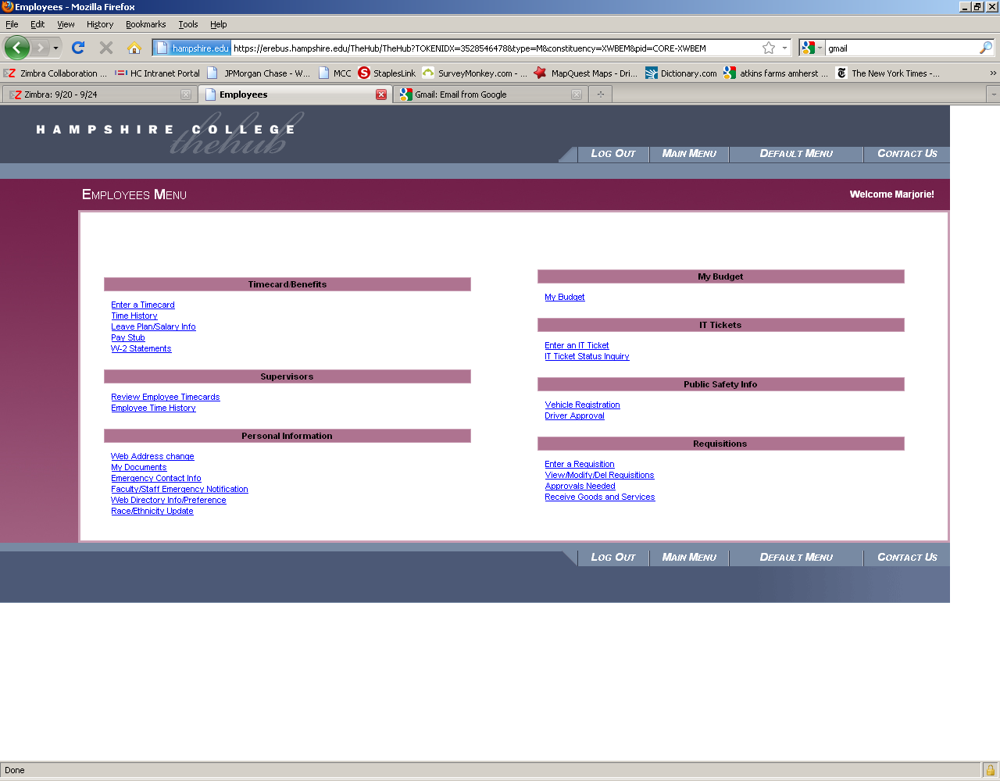 Employees - Mozilla Firefox
File Edit View History Bookmarks Tools Help
hampshire.edu https://erebus.hampshire.edu/TheHub/TheHub?TOKENIDX=3528546478&type=M&constituency=XWBEM&pid=CORE-XWBEM gmail
Zimbra Collaboration ... HC Intranet Portal JPMorgan Chase - W... MCC StaplesLink SurveyMonkey.com - ... MapQuest Maps - Dri... Dictionary.com atkins farms amherst ... The New York Times -... »
Zimbra: 9/20 - 9/24 Employees Gmail: Email from Google
HAMPSHIRE COLLEGE
thehub
LOG OUT MAIN MENU DEFAULT MENU CONTACT US
EMPLOYEES MENU Welcome Marjorie!
Timecard/Benefits
Enter a Timecard
Time History
Leave Plan/Salary Info
Pay Stub
W-2 Statements
Supervisors
Review Employee Timecards
Employee Time History
Personal Information
Web Address change
My Documents
Emergency Contact Info
Faculty/Staff Emergency Notification
Web Directory Info/Preference
Race/Ethnicity Update
My Budget
My Budget
IT Tickets
Enter an IT Ticket
IT Ticket Status Inquiry
Public Safety Info
Vehicle Registration
Driver Approval
Requisitions
Enter a Requisition
View/Modify/Del Requisitions
Approvals Needed
Receive Goods and Services
LOG OUT MAIN MENU DEFAULT MENU CONTACT US
Done